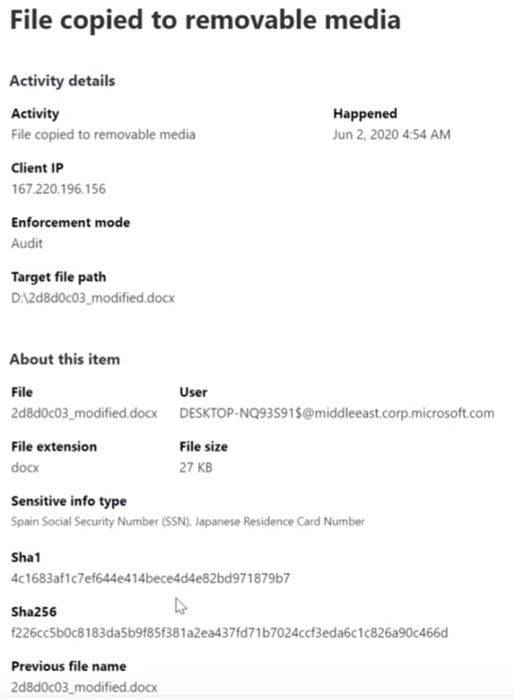 File copied to removable media
Activity details
Activity
Happened
File copied to removable media
Jun 2, 2020 4:54 AM
Client IP
167.220.196.156
Enforcement mode
Audit
Target file path
D:\2d8d0c03_modified.docx
About this item
File
User
2d8d0c03_modified.docx
DESKTOP-NQ93S91$@middleeast.corp.microsoft.com
File extension
File size
docx
27 KB
Sensitive info type
Spain Social Security Number (SSN), Japanese Residence Card Number
Sha1
4c1683af1c7ef644e414bece4d4e82bd971879b7
Sha256
f226cc5b0c8183da5b9f85f381a2ea437fd71b7024ccf3eda6c1c826a90c466d
Previous file name
2d8d0c03_modified.docx